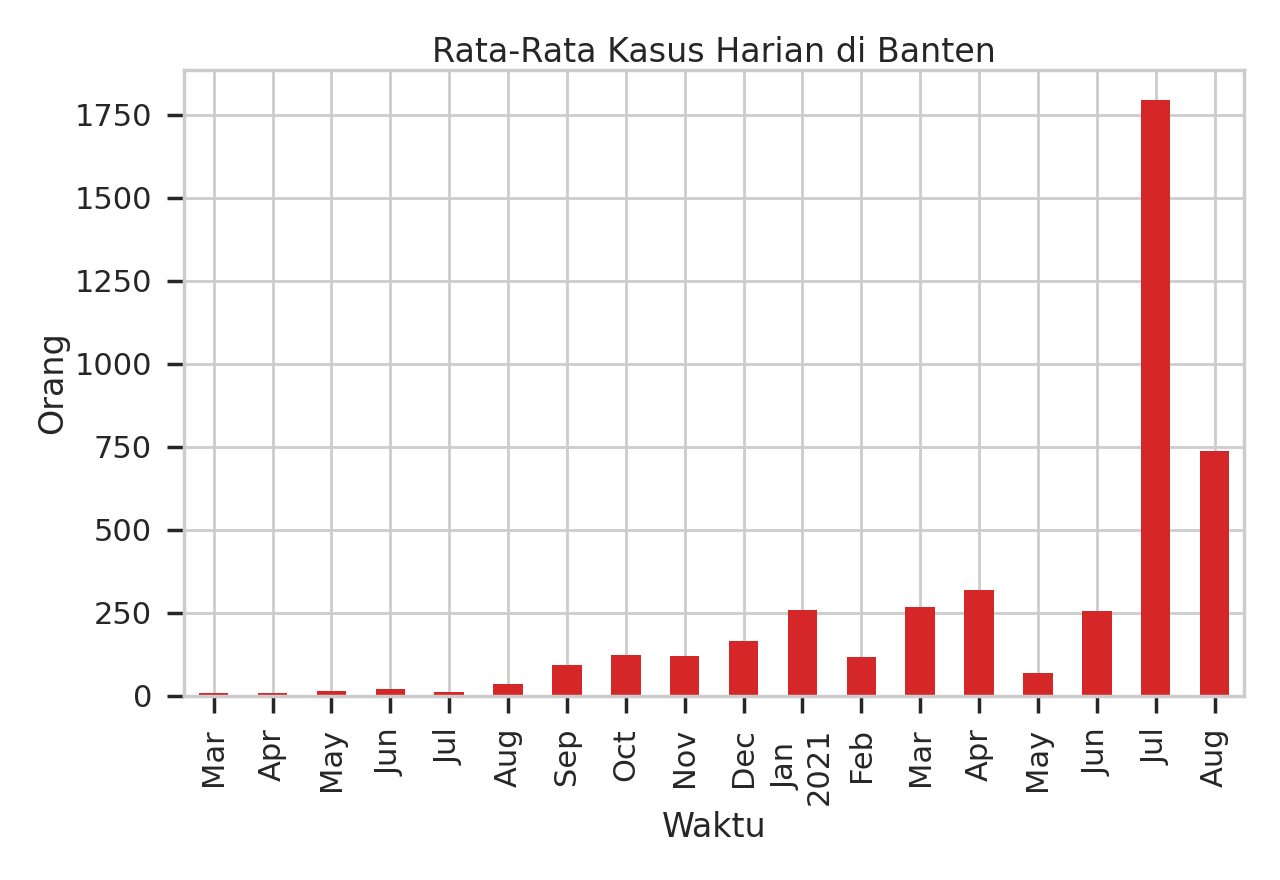 Rata-Rata Kasus Harian di Banten
1750
1500
1250
1000
750
500
250
0
Orang
Mar
Apr
May
Jun
Jul
Aug
Sep
Oct
Nov
Dec
Jan
2021
Feb
Mar
Apr
May
Jun
Jul
Aug
Waktu